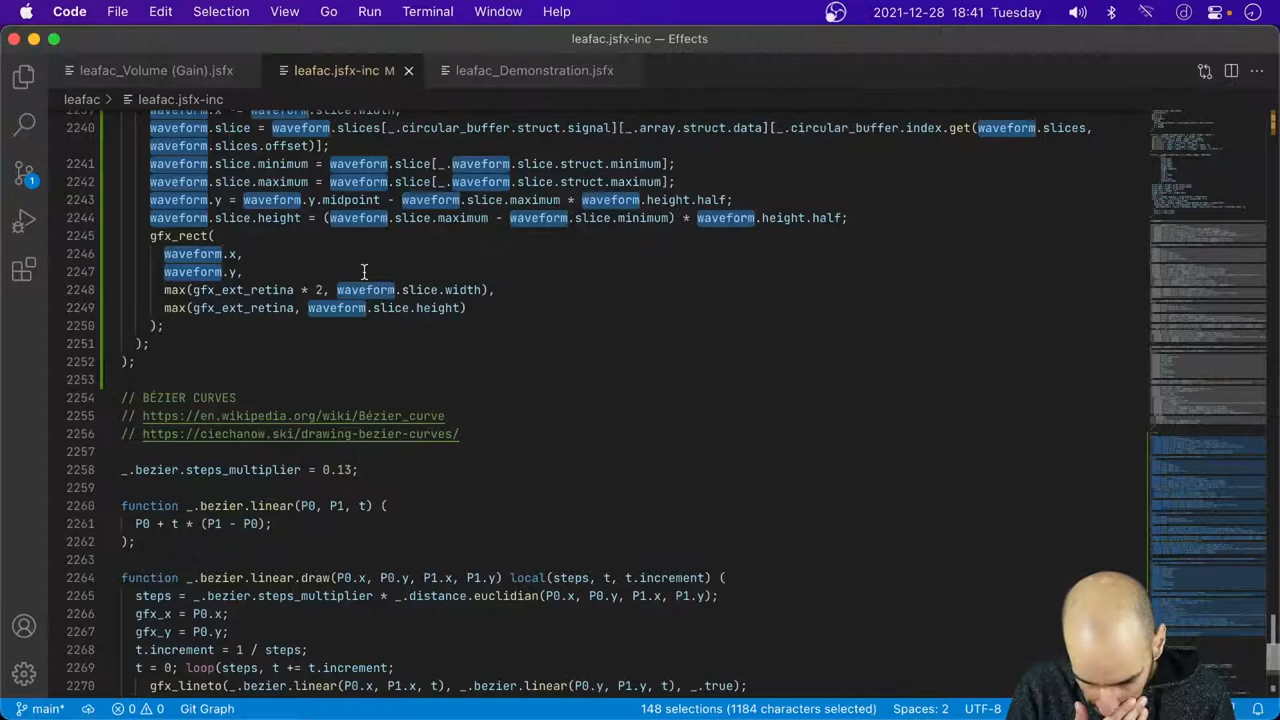 Code File Edit Selection View Go Run Terminal Window Help 2021-12-28 18:41 Tuesday
leafac.jsfx-inc — Effects
leafac_Volume (Gain).jsfx leafac.jsfx-inc M leafac_Demonstration.jsfx
leafac leafac.jsfx-inc
2239 waveform.x -= waveform.slice.width;
2240 waveform.slice = waveform.slices[_.circular_buffer.struct.signal][_.array.struct.data][_.circular_buffer.index.get(waveform.slices,
waveform.slices.offset)];
2241 waveform.slice.minimum = waveform.slice[_.waveform.slice.struct.minimum];
2242 waveform.slice.maximum = waveform.slice[_.waveform.slice.struct.maximum];
2243 waveform.y = waveform.y.midpoint - waveform.slice.maximum * waveform.height.half;
2244 waveform.slice.height = (waveform.slice.maximum - waveform.slice.minimum) * waveform.height.half;
2245 gfx_rect(
2246 waveform.x,
2247 waveform.y,
2248 max(gfx_ext_retina * 2, waveform.slice.width),
2249 max(gfx_ext_retina, waveform.slice.height)
2250 );
2251 );
2252 );
2253
2254 // BÉZIER CURVES
2255 // https://en.wikipedia.org/wiki/Bézier_curve
2256 // https://ciechanow.ski/drawing-bezier-curves/
2257
2258 _.bezier.steps_multiplier = 0.13;
2259
2260 function _.bezier.linear(P0, P1, t) (
2261 P0 + t * (P1 - P0);
2262 );
2263
2264 function _.bezier.linear.draw(P0.x, P0.y, P1.x, P1.y) local(steps, t, t.increment) (
2265 steps = _.bezier.steps_multiplier * _.distance.euclidian(P0.x, P0.y, P1.x, P1.y);
2266 gfx_x = P0.x;
2267 gfx_y = P0.y;
2268 t.increment = 1 / steps;
2269 t = 0; loop(steps, t += t.increment;
2270 gfx_lineto(_.bezier.linear(P0.x, P1.x, t), _.bezier.linear(P0.y, P1.y, t), _.true);
1
main* 0 0 Git Graph 148 selections (1184 characters selected) Spaces: 2 UTF-8